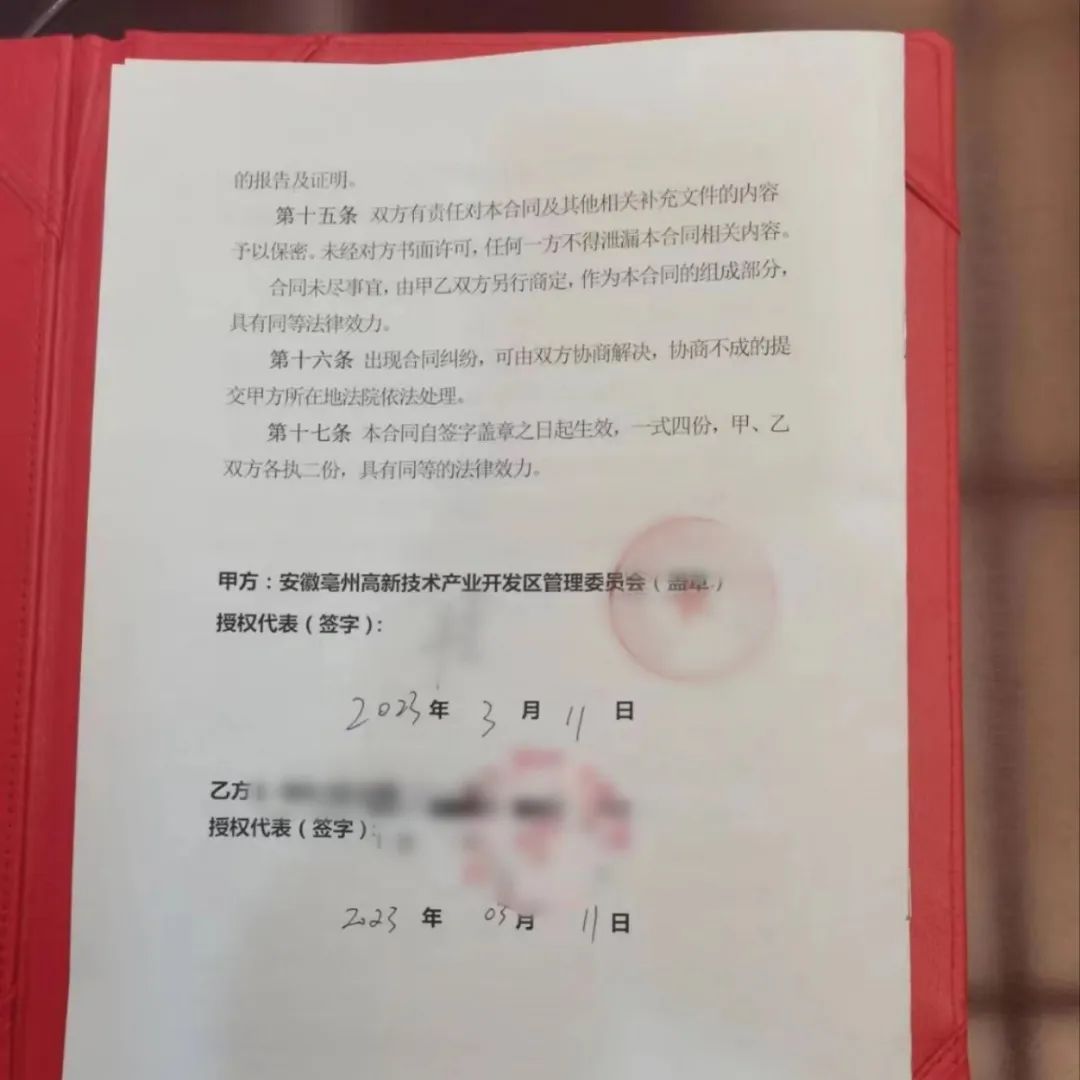 的报告及证明。
第十五条 双方有责任对本合同及其他相关补充文件的内容
予以保密。未经对方书面许可，任何一方不得泄漏本合同相关内容。
合同未尽事宜，由甲乙双方另行商定，作为本合同的组成部分，
具有同等法律效力。
第十六条 出现合同纠纷，可由双方协商解决，协商不成的提
交甲方所在地法院依法处理。
第十七条 本合同自签字盖章之日起生效，一式四份，甲、乙
双方各执二份，具有同等的法律效力。
甲方：安徽亳州高新技术产业开发区管理委员会（盖章）
授权代表（签字）：
2023年 3 月 11 日
乙方
授权代表（签字）：
2023 年 03月 11日